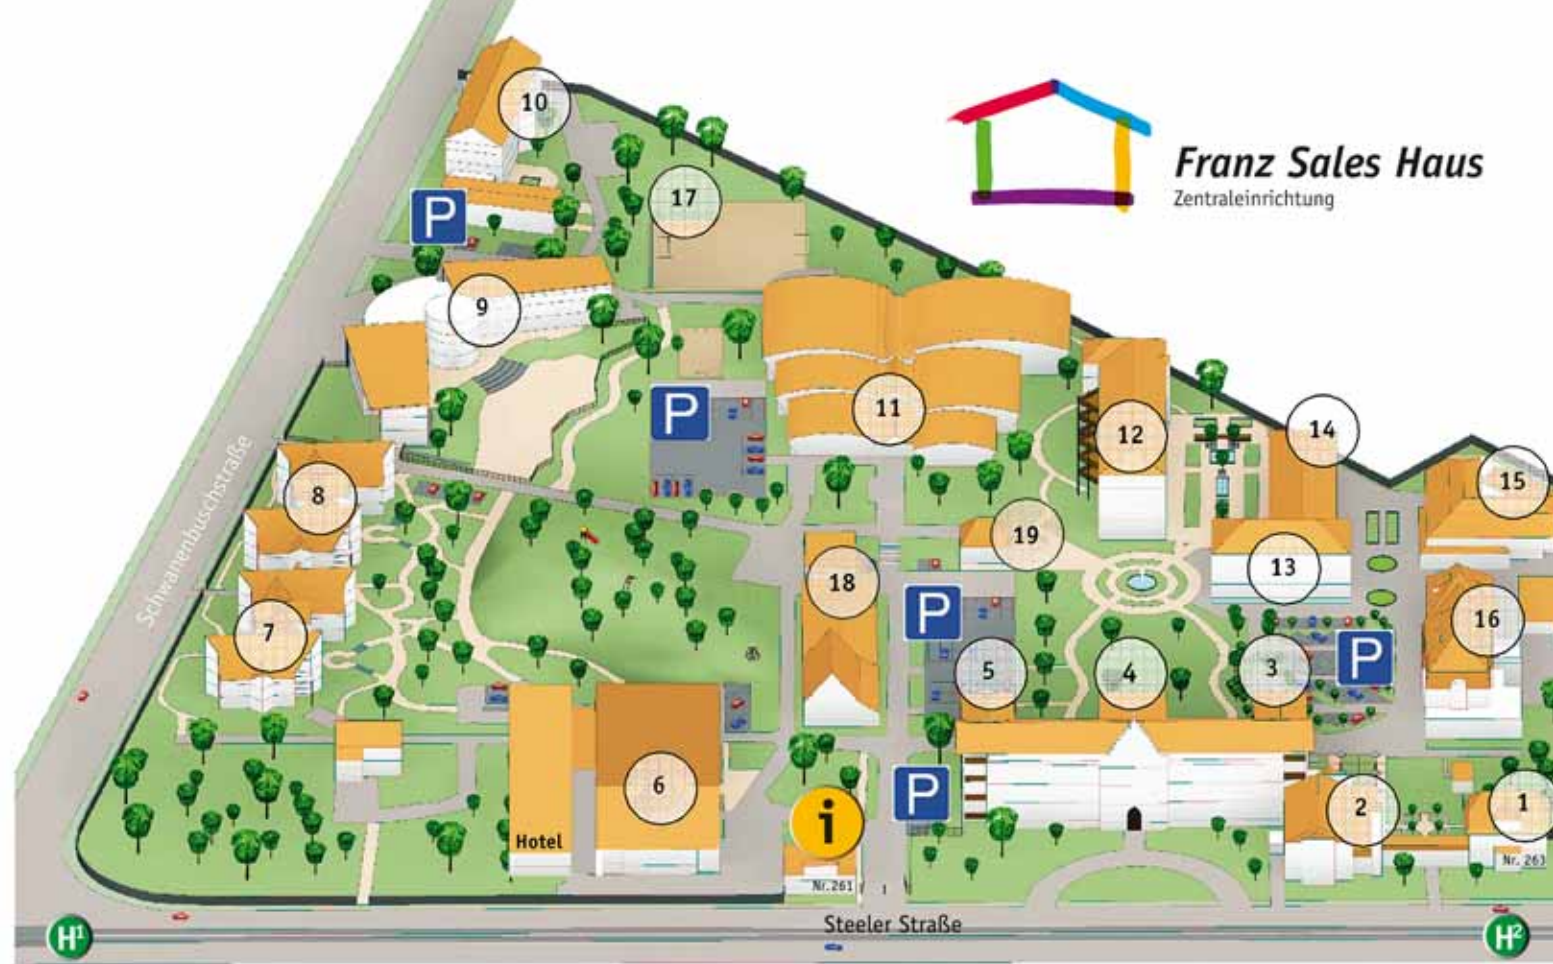 10
17
Franz Sales Haus
Zentraleinrichtung
P
9
P
11
12
14
15
8
Schwanenbuschstraße
19
13
18
P
7
16
P
5
4
3
6
Hotel
i
P
2
1
Nr. 261
Nr. 263
Steeler Straße
H¹
H²